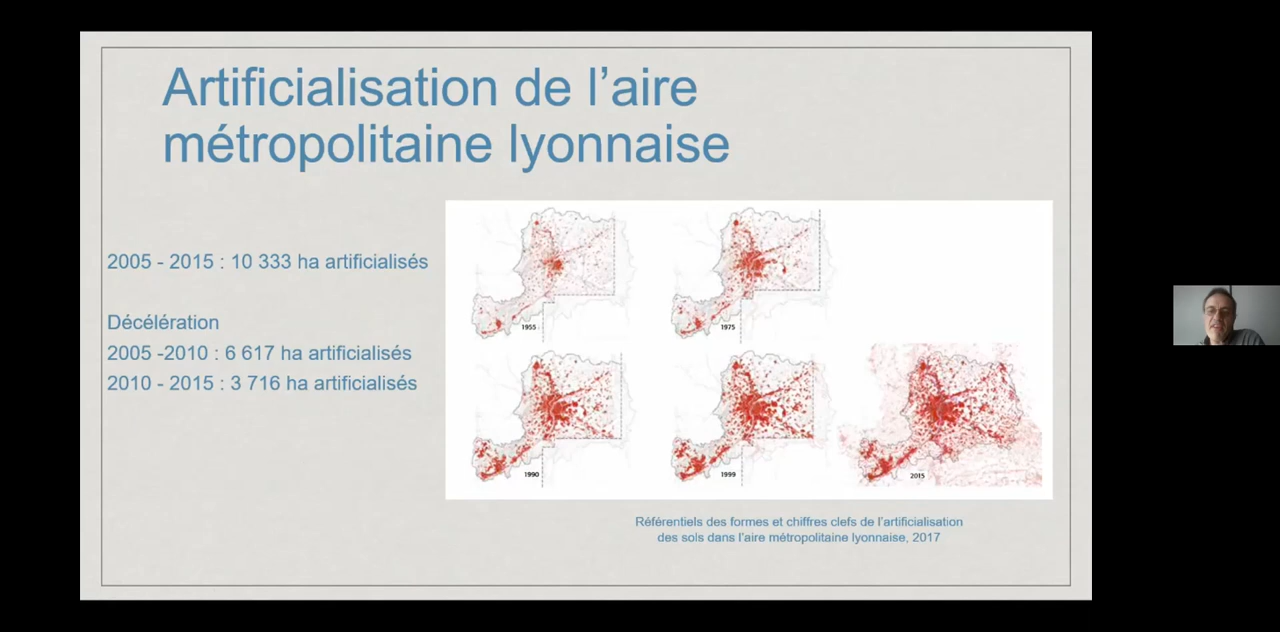 Artificialisation de l’aire
métropolitaine lyonnaise
2005 - 2015 : 10 333 ha artificialisés
Décélération
2005 -2010 : 6 617 ha artificialisés
2010 - 2015 : 3 716 ha artificialisés
1955
1975
1990
1999
2015
Référentiels des formes et chiffres clefs de l’artificialisation
des sols dans l’aire métropolitaine lyonnaise, 2017